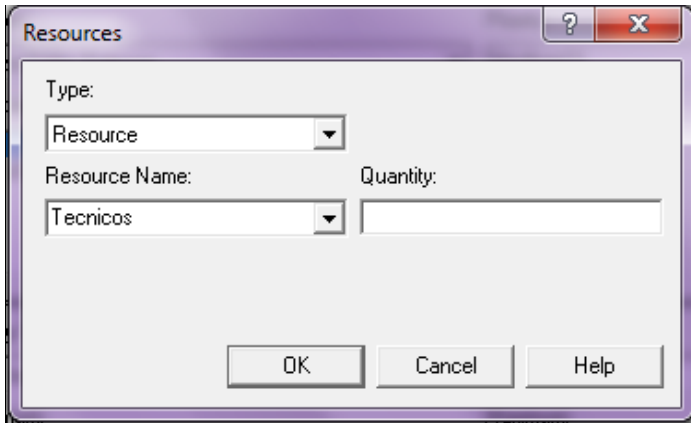 Resources
?
X
Type:
Resource
Resource Name: Quantity:
Tecnicos
OK Cancel Help